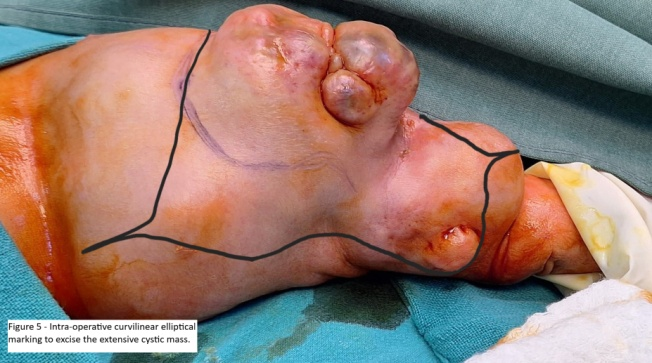 Figure 5 - Intra-operative curvilinear elliptical
marking to excise the extensive cystic mass.